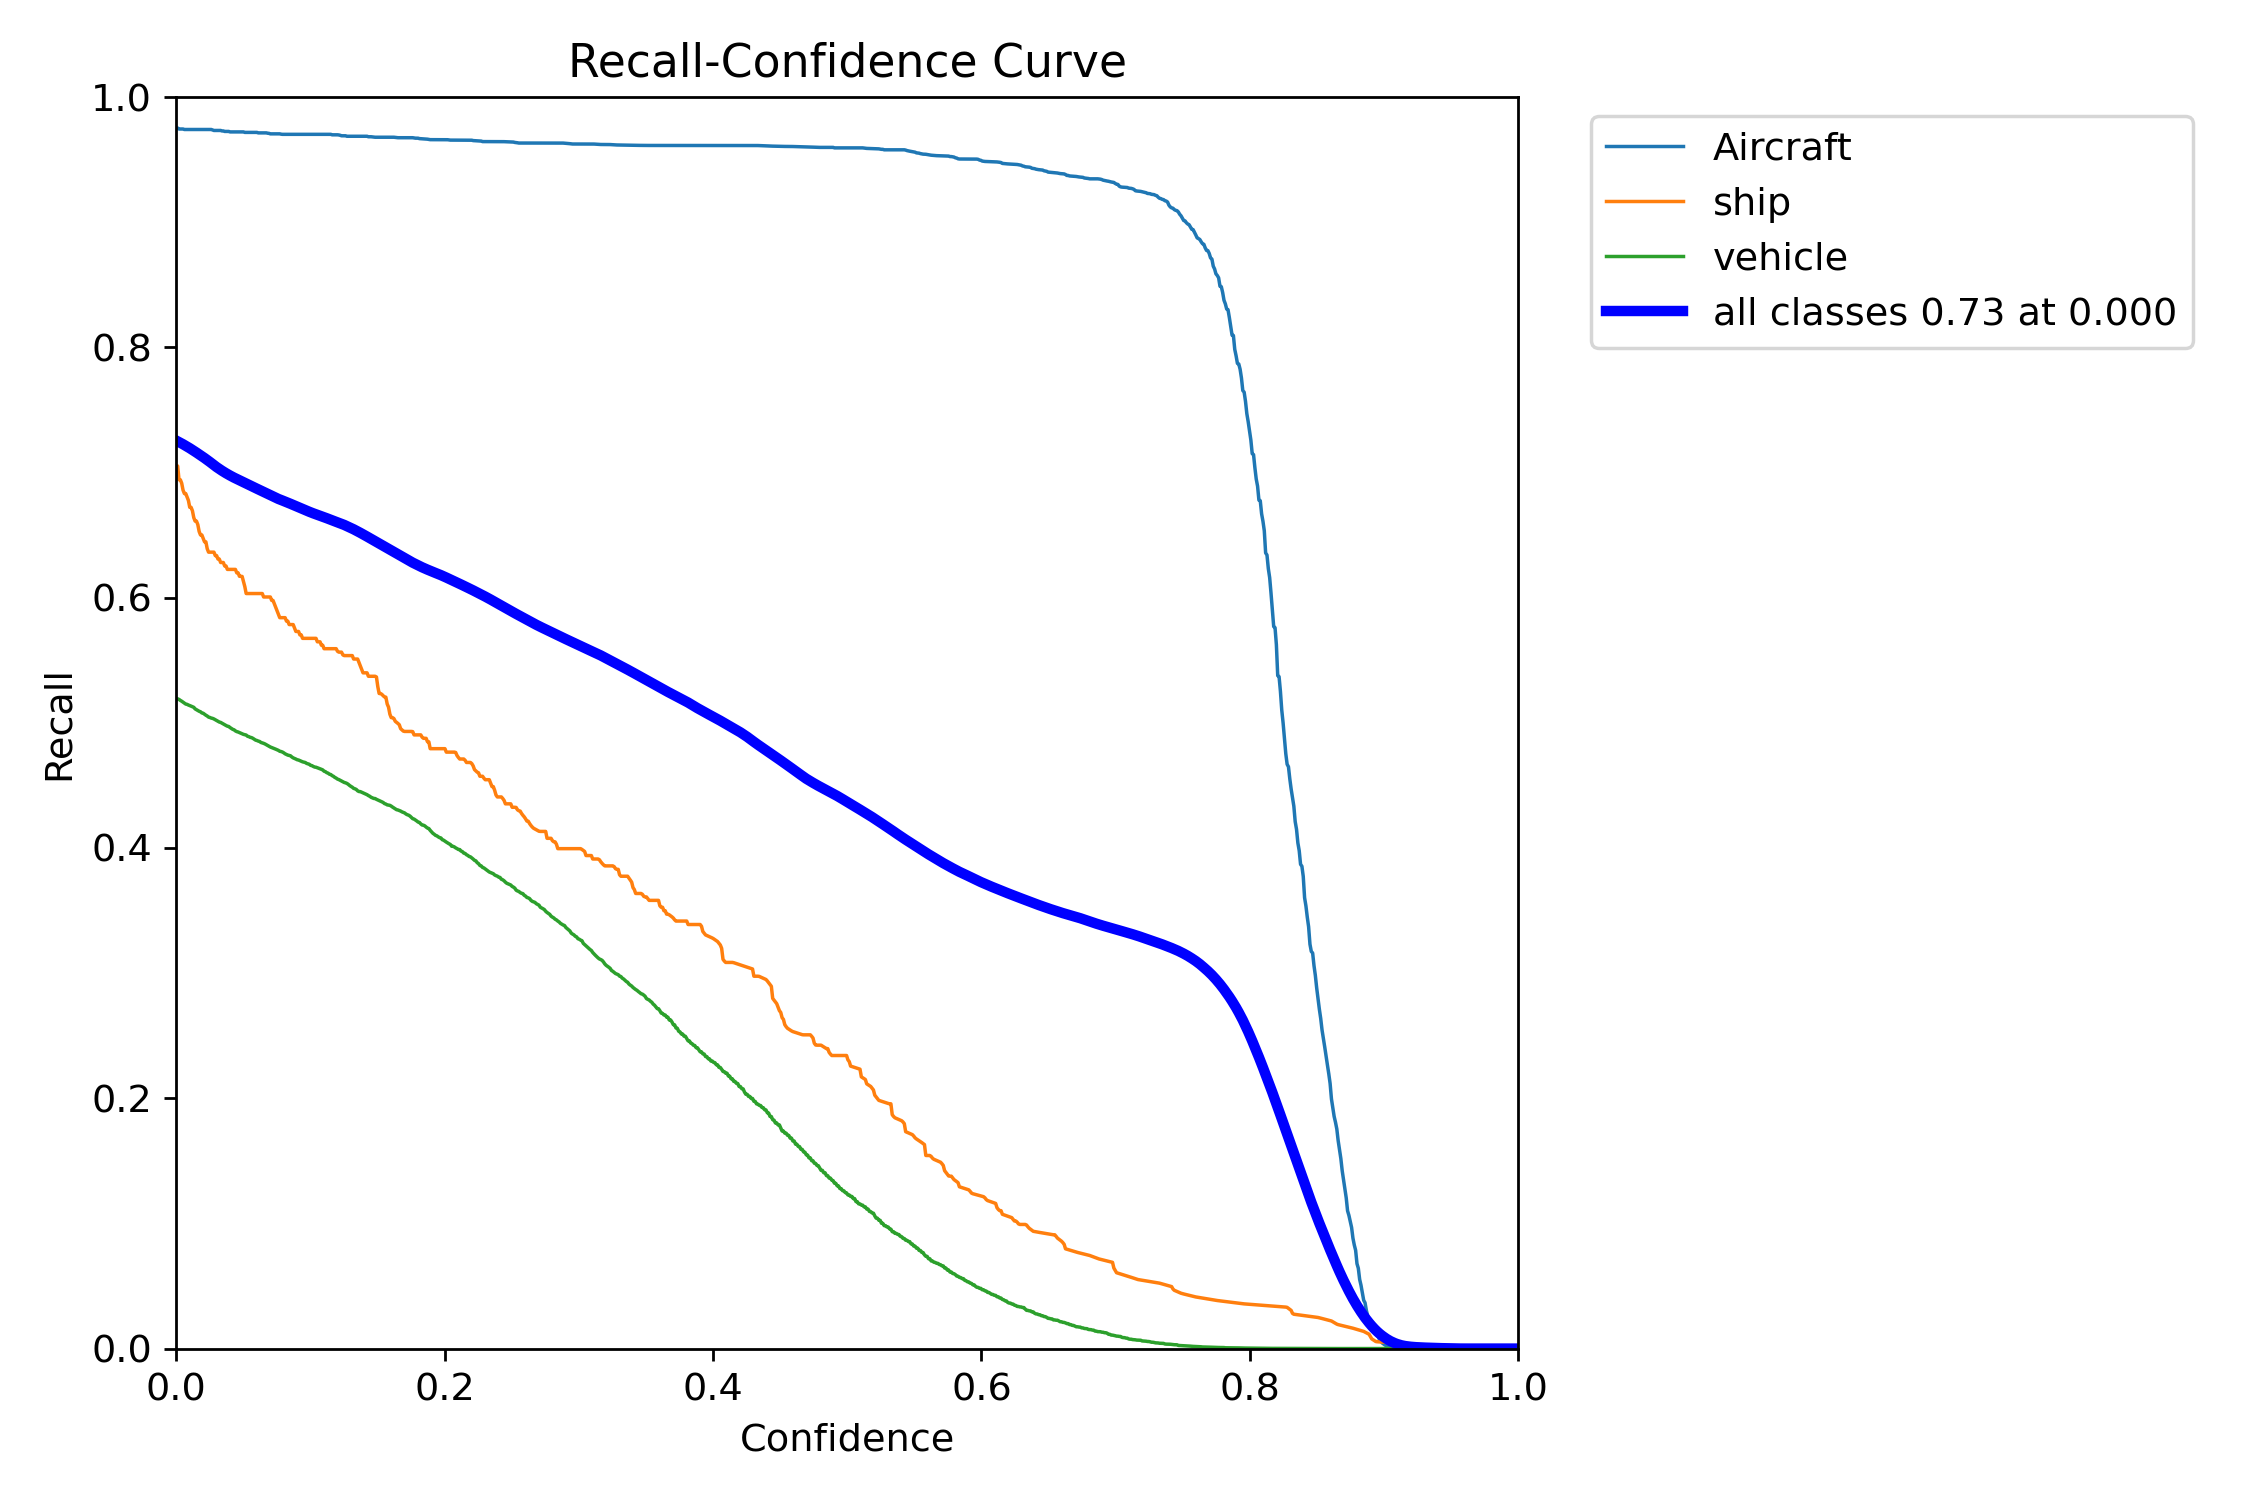 Recall-Confidence Curve
1.0
0.8
0.6
0.4
0.2
0.0
Recall
0.0 0.2 0.4 0.6 0.8 1.0
Confidence
Aircraft
ship
vehicle
all classes 0.73 at 0.000